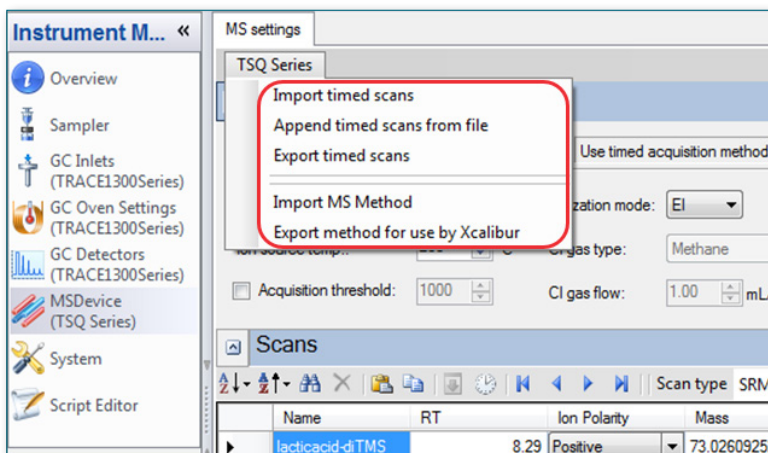 Instrument M... «
Overview
Sampler
GC Inlets
(TRACE1300Series)
GC Oven Settings
(TRACE1300Series)
GC Detectors
(TRACE1300Series)
MSDevice
(TSQ Series)
System
Script Editor
MS settings
TSQ Series
Import timed scans
Append timed scans from file
Export timed scans
Import MS Method
Export method for use by Xcalibur
Use timed acquisition method
zation mode: EI
CI gas type: Methane
Acquisition threshold: 1000
CI gas flow: 1.00 mL
Scans
Scan type SRM
Name RT Ion Polarity Mass
lacticacid-diTMS 8.29 Positive 73.0260925